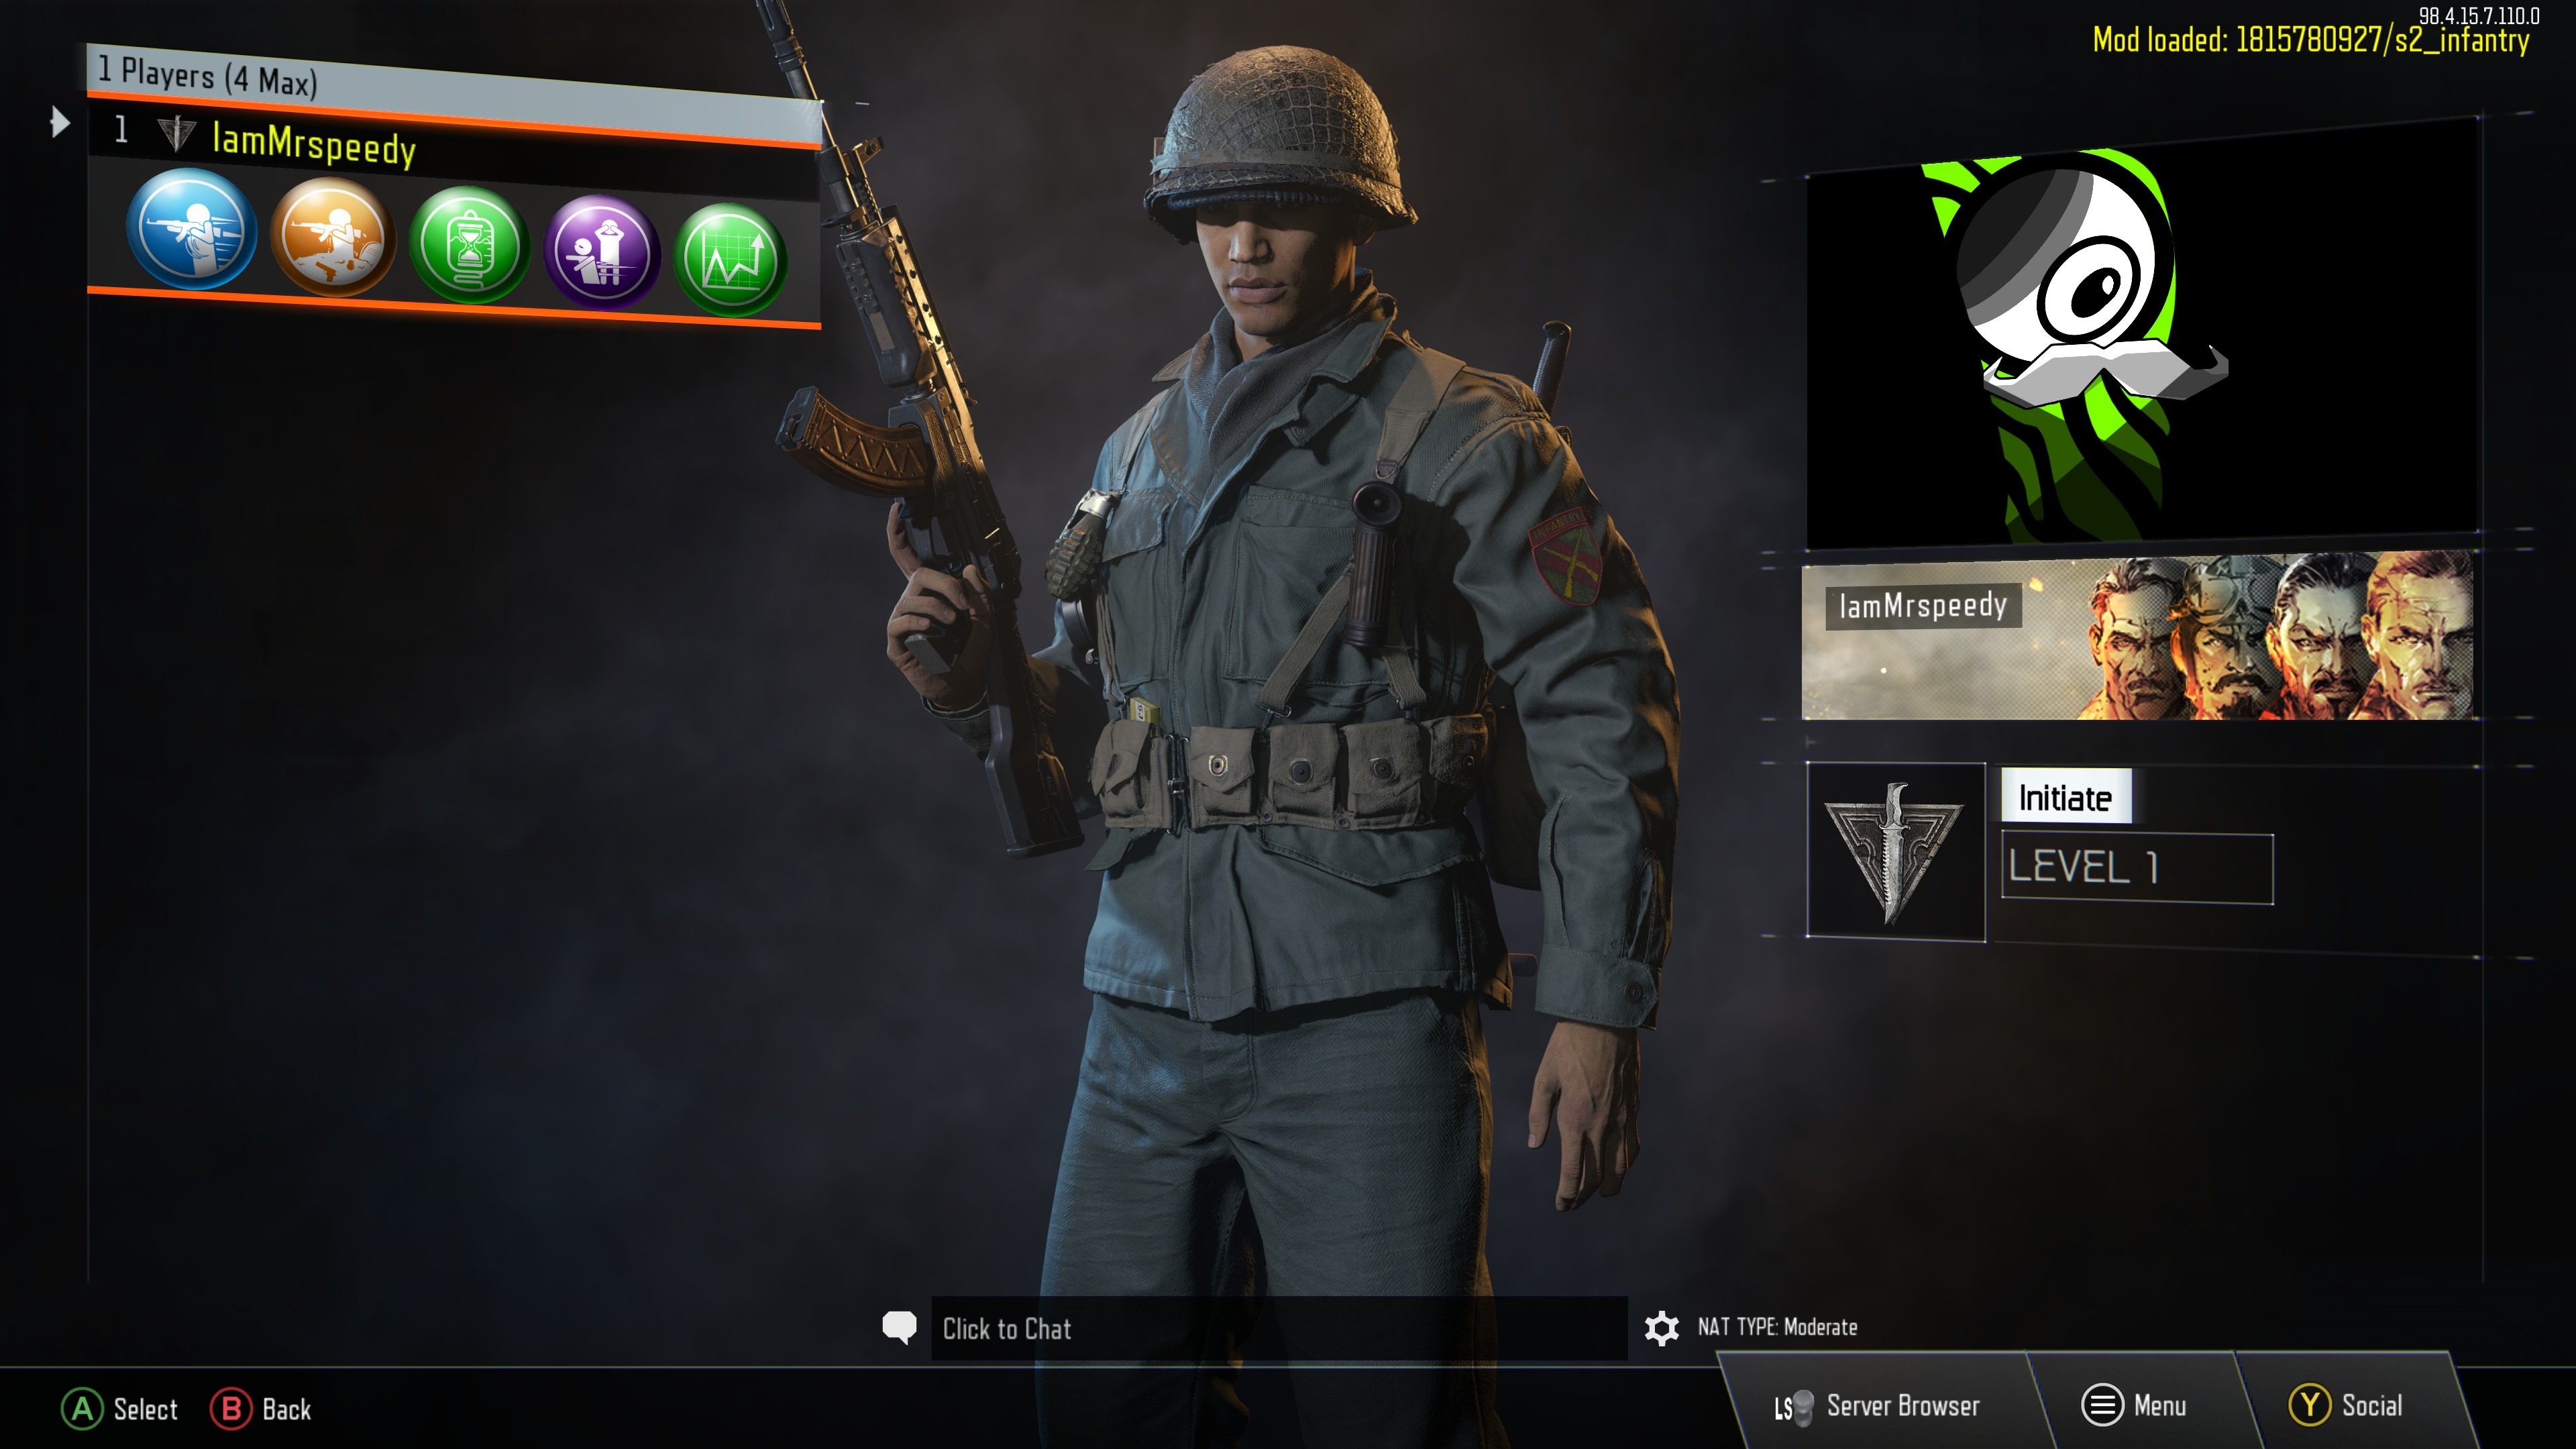 98.4.15.7.110.0
Mod loaded: 1815780927/s2_infantry
1 Players (4 Max)
1 IamMrspeedy
INFANTRY
IamMrspeedy
Initiate
LEVEL 1
Click to Chat
NAT TYPE: Moderate
A Select B Back
LS Server Browser
Menu
Y Social